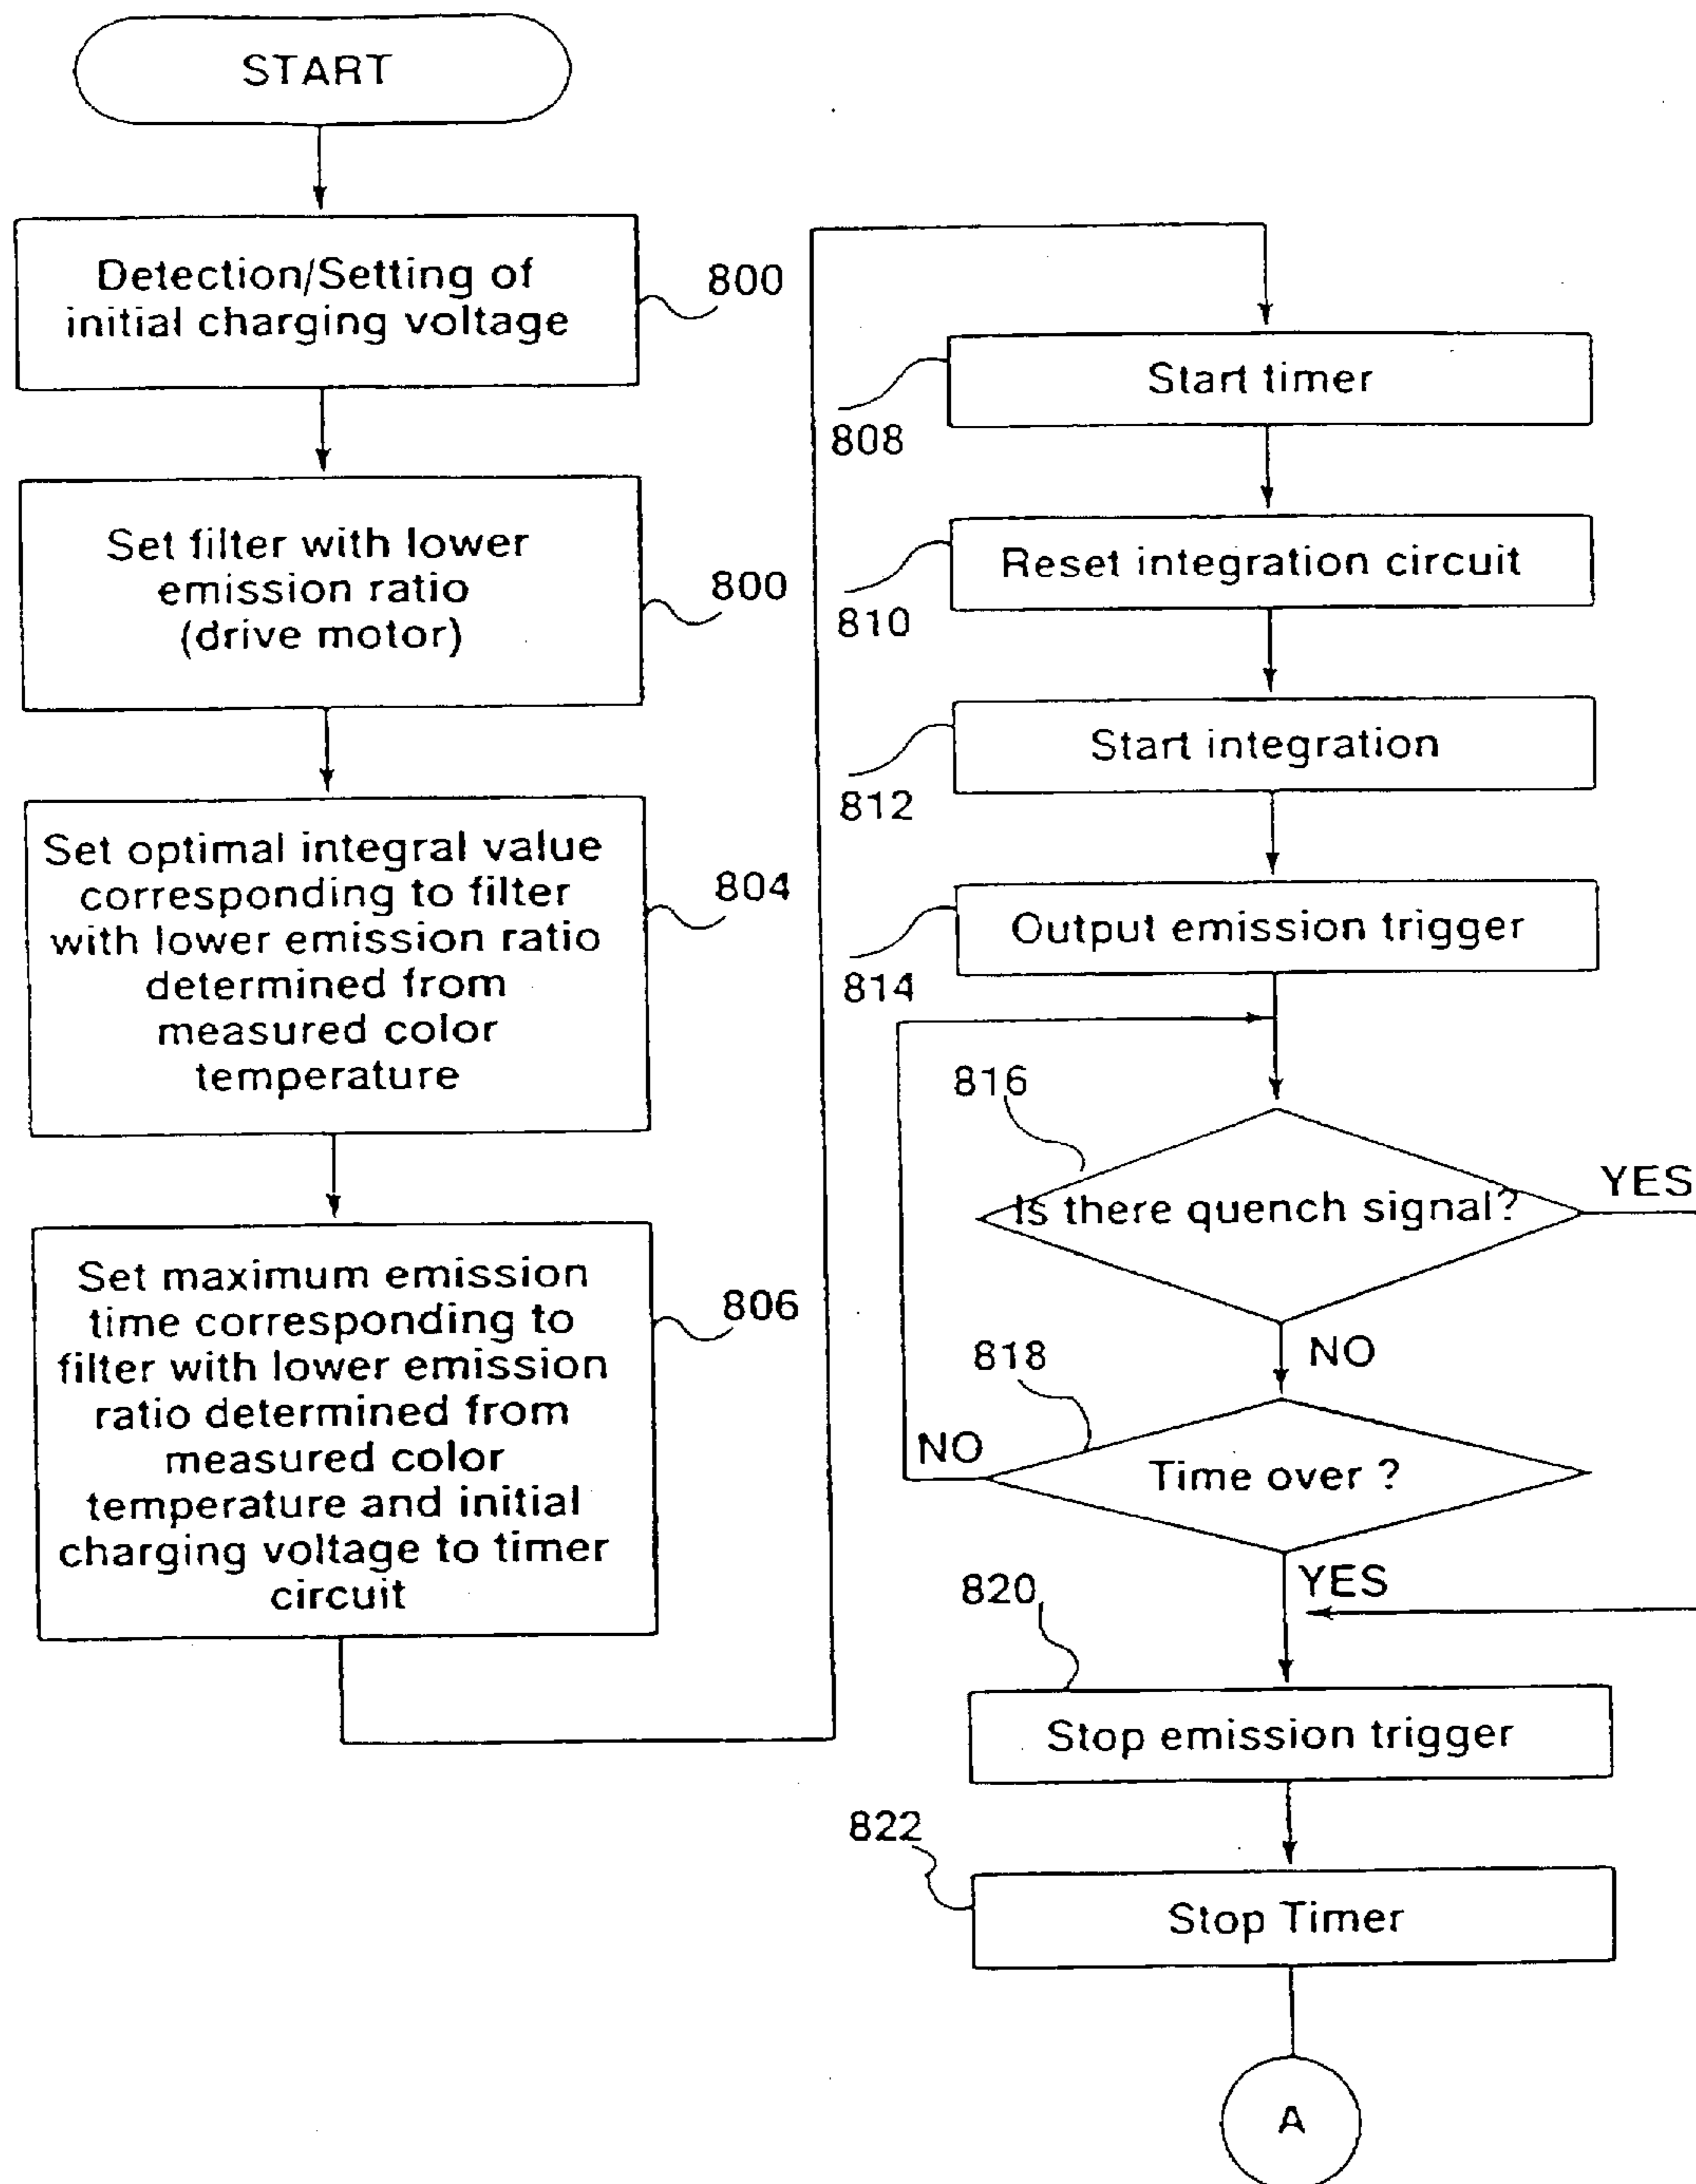 START
Detection/Setting of
initial charging voltage
800
Set filter with lower
emission ratio
(drive motor)
800
Set optimal integral value
corresponding to filter
with lower emission ratio
determined from
measured color
temperature
804
Set maximum emission
time corresponding to
filter with lower emission
ratio determined from
measured color
temperature and initial
charging voltage to timer
circuit
806
Start timer
808
Reset integration circuit
810
Start integration
812
Output emission trigger
814
816
Is there quench signal?
YES
NO
818
NO
Time over ?
YES
820
Stop emission trigger
822
Stop Timer
A